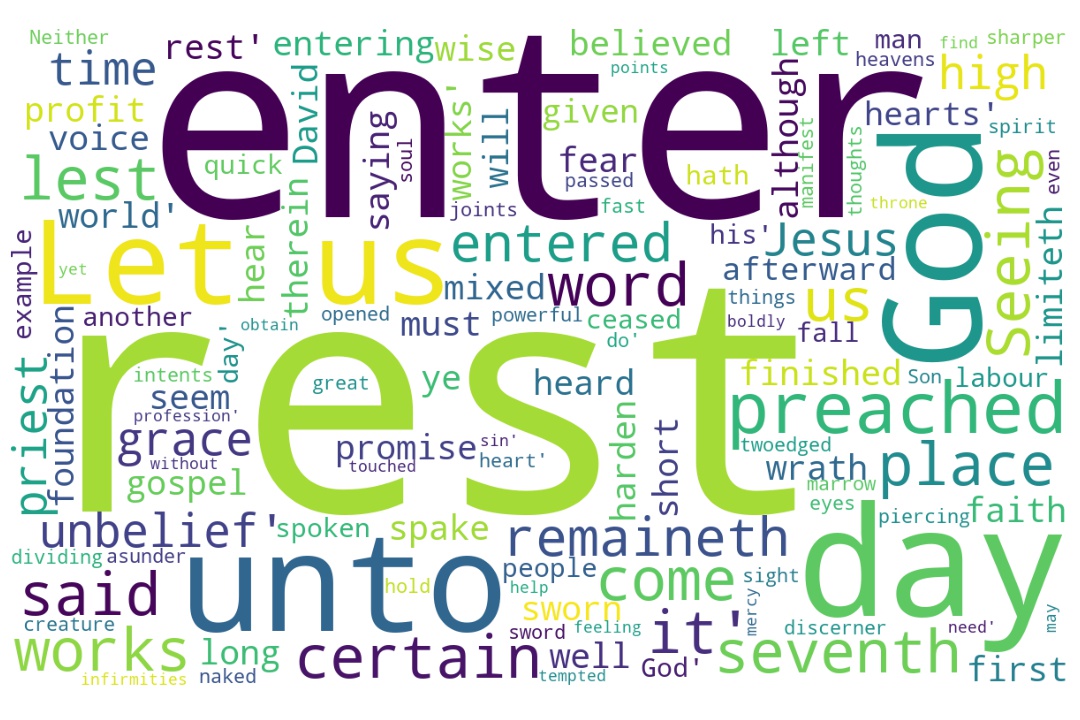 Neither
rest'
entering
wise
believed
left
man
find
sharper
time
enter
points
heavens
high
profit
David
works'
given
although
hearts'
voice
saying
will
fear
God
spirit
lest
quick
soul
passed
hath
manifest
thoughts
Seeing
even
world'
therein
joints
fast
throne
limiteth
example
Let us
hear
entered
his'
Jesus
yet
mixed
word
afterward
foundation
another
obtain
opened
powerful
things
us
day'
must
ceased
boldly
fall
rest
do'
priest
intents
great
ye
heard
finished
Son
labour
seem
profession'
harden
short
preached
grace
promise
sin'
twoedged
without
touched
heart'
wrath
place
gospel
marrow
eyes
unbelief'
spoken
spake
remaineth
day
piercing
faith
dividing
asunder
unto
hold
people
come
sight
said
help
mercy
creature
sworn
it'
may
works
long
certain
sword
feeling
discerner
need'
well
God'
seventh
first
infirmities
naked
tempted